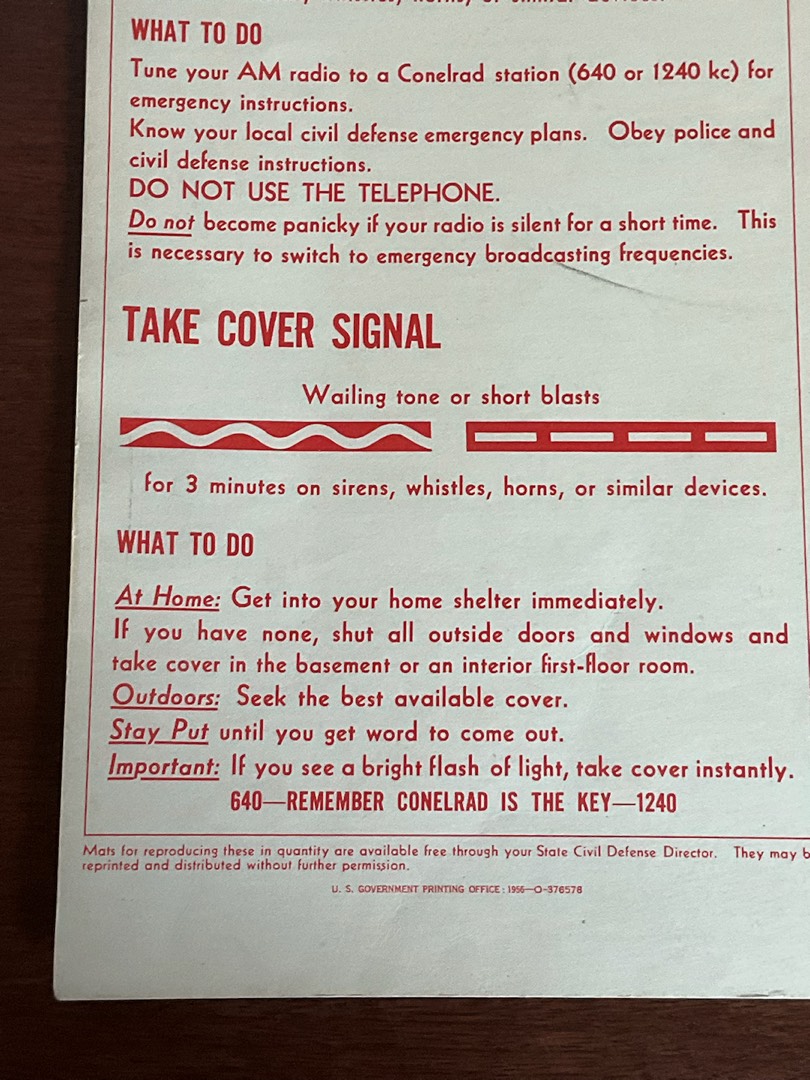 WHAT TO DO
Tune your AM radio to a Conelrad station (640 or 1240 kc) for
emergency instructions.
Know your local civil defense emergency plans. Obey police and
civil defense instructions.
DO NOT USE THE TELEPHONE.
Do not become panicky if your radio is silent for a short time. This
is necessary to switch to emergency broadcasting frequencies.
TAKE COVER SIGNAL
Wailing tone or short blasts
for 3 minutes on sirens, whistles, horns, or similar devices.
WHAT TO DO
At Home: Get into your home shelter immediately.
If you have none, shut all outside doors and windows and
take cover in the basement or an interior first-floor room.
Outdoors: Seek the best available cover.
Stay Put until you get word to come out.
Important: If you see a bright flash of light, take cover instantly.
640—REMEMBER CONELRAD IS THE KEY—1240
Mats for reproducing these in quantity are available free through your State Civil Defense Director. They may b
reprinted and distributed without further permission.
U. S. GOVERNMENT PRINTING OFFICE : 1956—O-376578